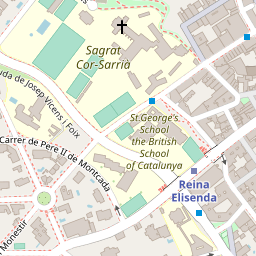 Sagrat
Cor-Sarrià
uda de Josep Vicens i Foix
St.George's
School
the British
School
of Catalunya
Carrer de Pere II de Montcada
Reina
Elisenda
Monestir